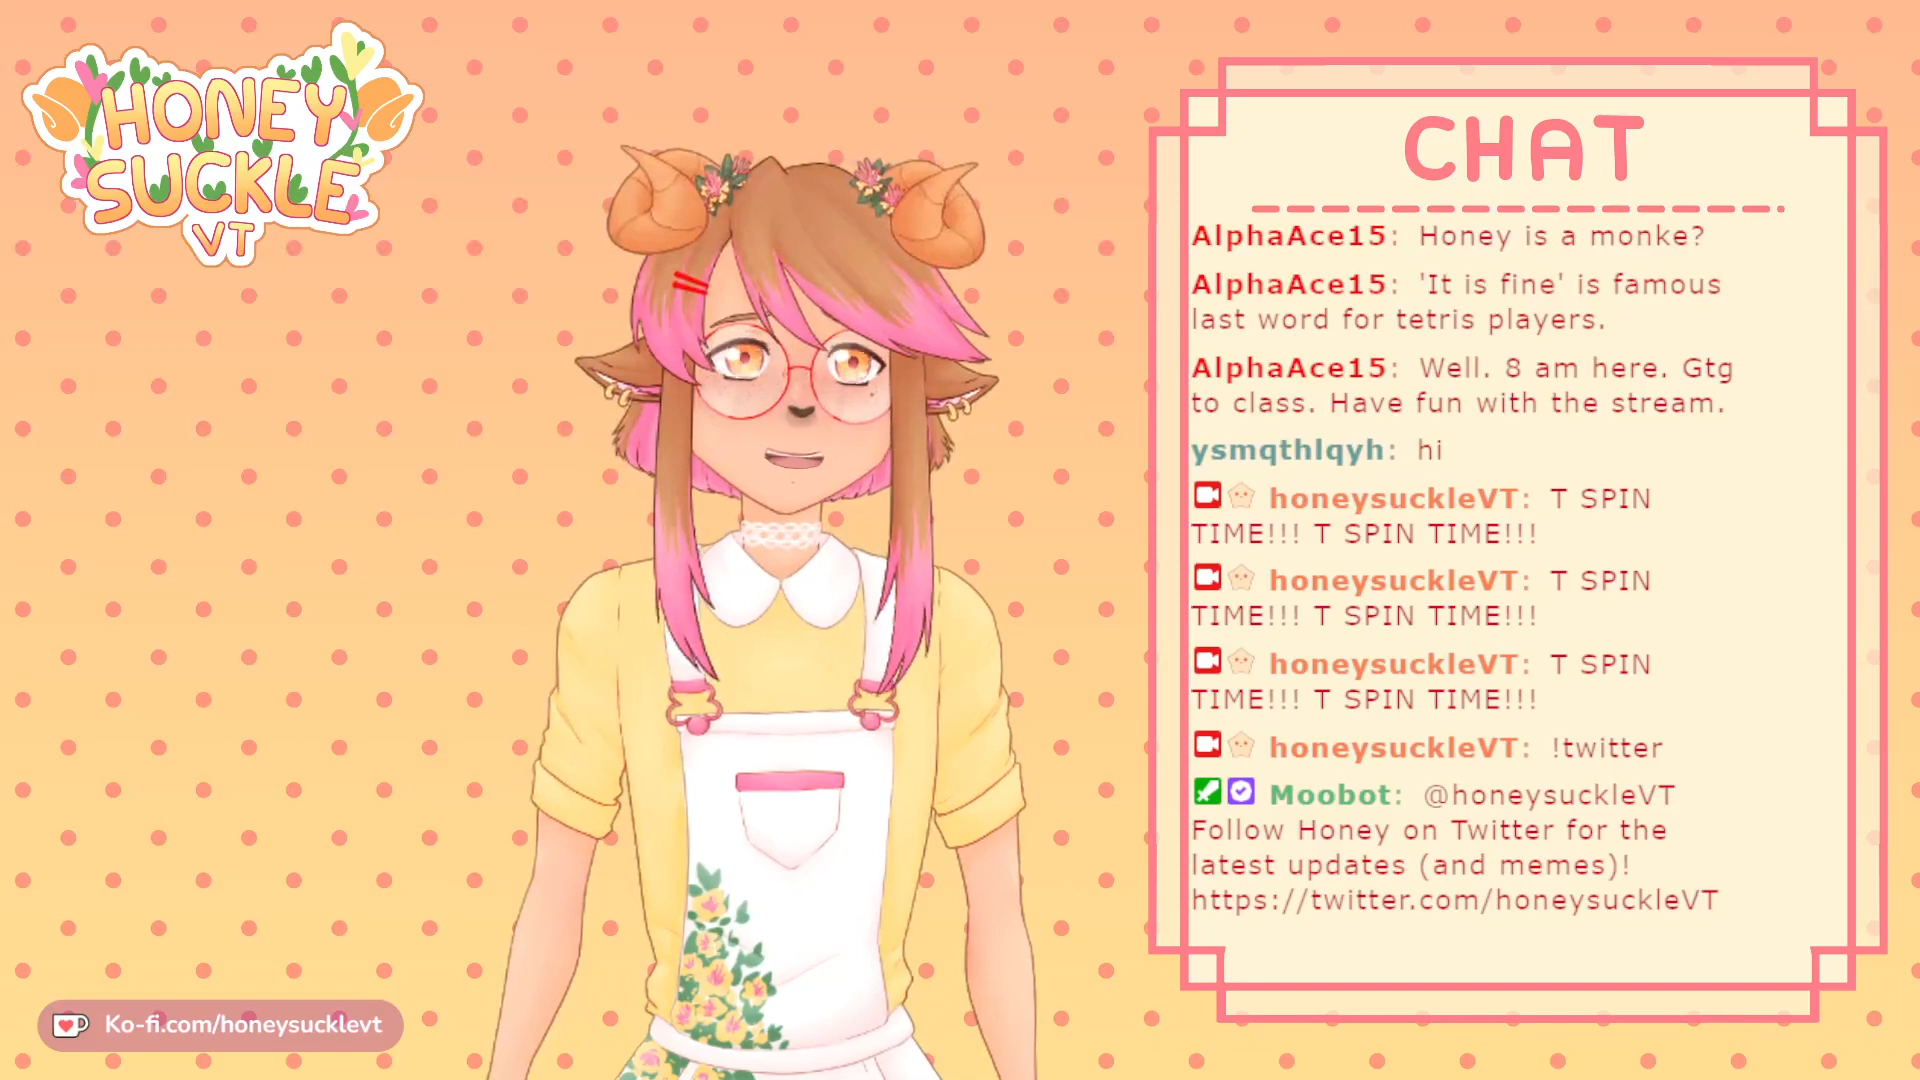 HONEY
SUCKLE
VT
CHAT
AlphaAce15: Honey is a monke?
AlphaAce15: 'It is fine' is famous
last word for tetris players.
AlphaAce15: Well. 8 am here. Gtg
to class. Have fun with the stream.
ysmqthlqyh: hi
honeysuckleVT: T SPIN
TIME!!! T SPIN TIME!!!
honeysuckleVT: T SPIN
TIME!!! T SPIN TIME!!!
honeysuckleVT: T SPIN
TIME!!! T SPIN TIME!!!
honeysuckleVT: !twitter
Moobot: @honeysuckleVT
Follow Honey on Twitter for the
latest updates (and memes)!
https://twitter.com/honeysuckleVT
Ko-fi.com/honeysucklevt